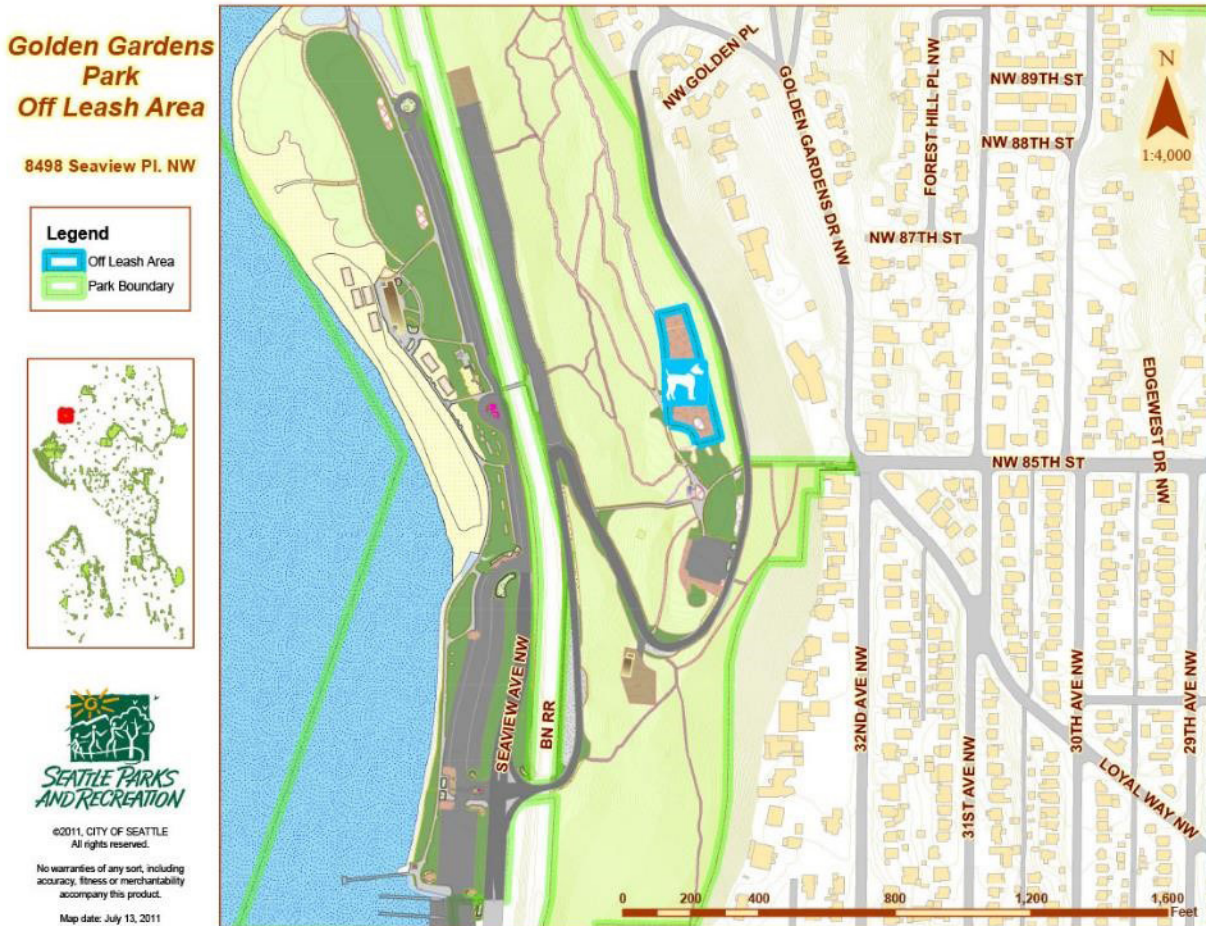 Golden Gardens
Park
Off Leash Area
8498 Seaview Pl. NW
Legend
Off Leash Area
Park Boundary
SEATTLE PARKS
AND RECREATION
©2011, CITY OF SEATTLE
All rights reserved.
No warranties of any sort, including
accuracy, fitness or merchantability
accompany this product.
Map date: July 13, 2011
NW GOLDEN PL
GOLDEN GARDENS DR NW
FOREST HILL PL NW
NW 89TH ST
NW 88TH ST
NW 87TH ST
N
1:4,000
EDGEWEST DR NW
NW 85TH ST
SEAVIEW AVE NW
BN RR
32ND AVE NW
31ST AVE NW
30TH AVE NW
29TH AVE NW
LOYAL WAY NW
0 200 400 800 1,200 1,600
Feet